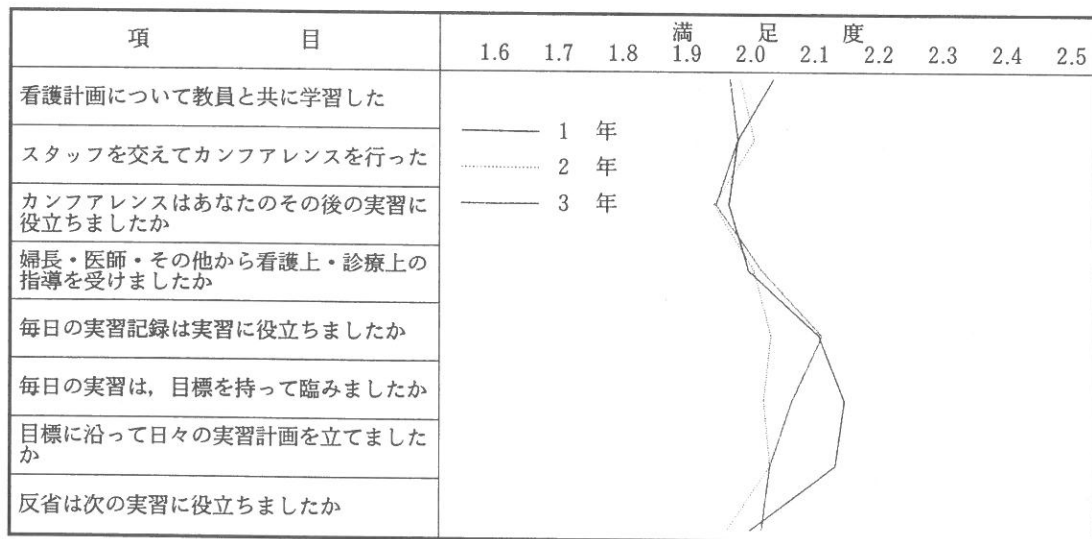 項 目
満 足 度
1.6 1.7 1.8 1.9 2.0 2.1 2.2 2.3 2.4 2.5
看護計画について教員と共に学習した
スタッフを交えてカンファレンスを行った
カンファレンスはあなたのその後の実習に
役立ちましたか
婦長・医師・その他から看護上・診療上の
指導を受けましたか
毎日の実習記録は実習に役立ちましたか
毎日の実習は，目標を持って臨みましたか
目標に沿って日々の実習計画を立てました
か
反省は次の実習に役立ちましたか
1 年
2 年
3 年